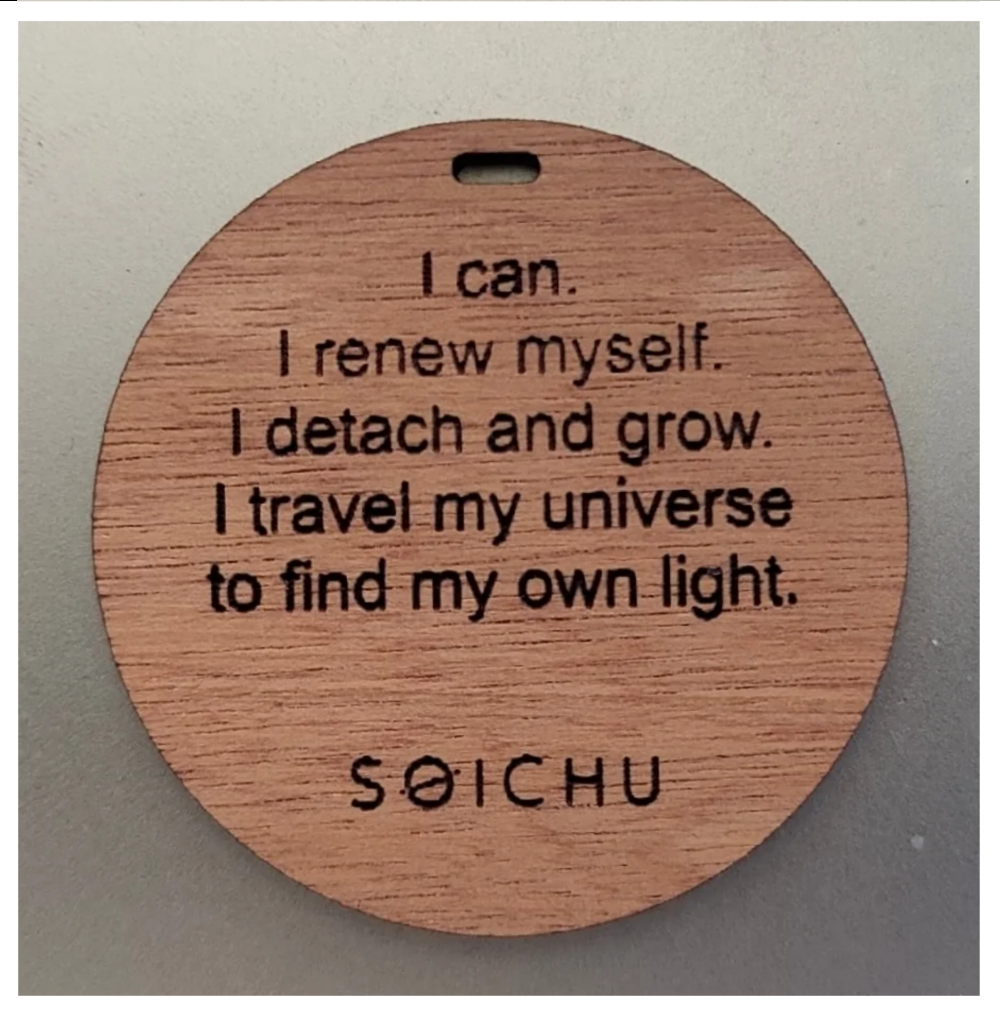 I can.
I renew myself.
I detach and grow.
I travel my universe
to find my own light.
SOICHU